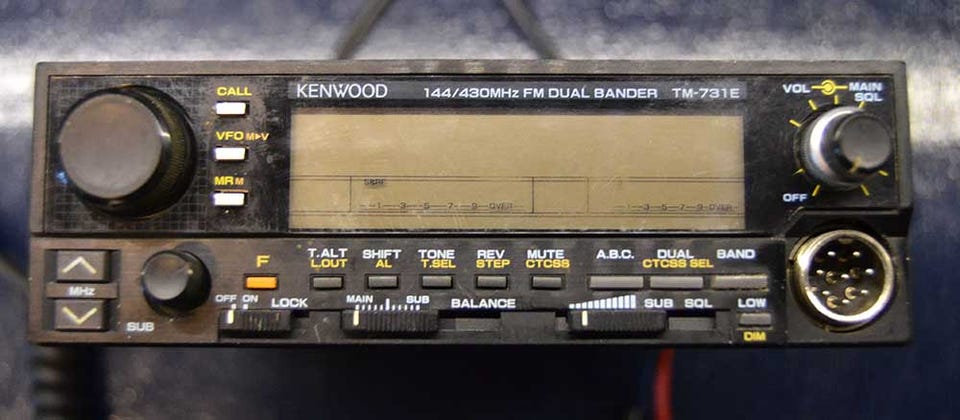 CALL
VFO M▶V
MR M
KENWOOD 144/430MHz FM DUAL BANDER TM-731E
VOL MAIN
SQL
OFF
1 3 5 7 9 OVER
1 3 5 7 9 OVER
MHz
SUB
F
T.ALT SHIFT TONE REV MUTE A.B.C. DUAL BAND
L.OUT AL T.SEL STEP CTCSS CTCSS SEL
OFF ON LOCK
MAIN SUB BALANCE
SUB SQL
LOW
DIM